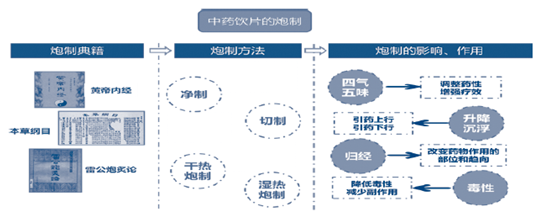 中药饮片的炮制
炮制典籍
炮制方法
炮制的影响、作用
黄帝内经
本草纲目
雷公炮炙论
净制
切制
干热
炮制
湿热
炮制
四气
五味
调整药性
增强疗效
引药上行
引药下行
升降
沉浮
归经
改变药物作用的
部位和趋向
降低毒性
减少副作用
毒性